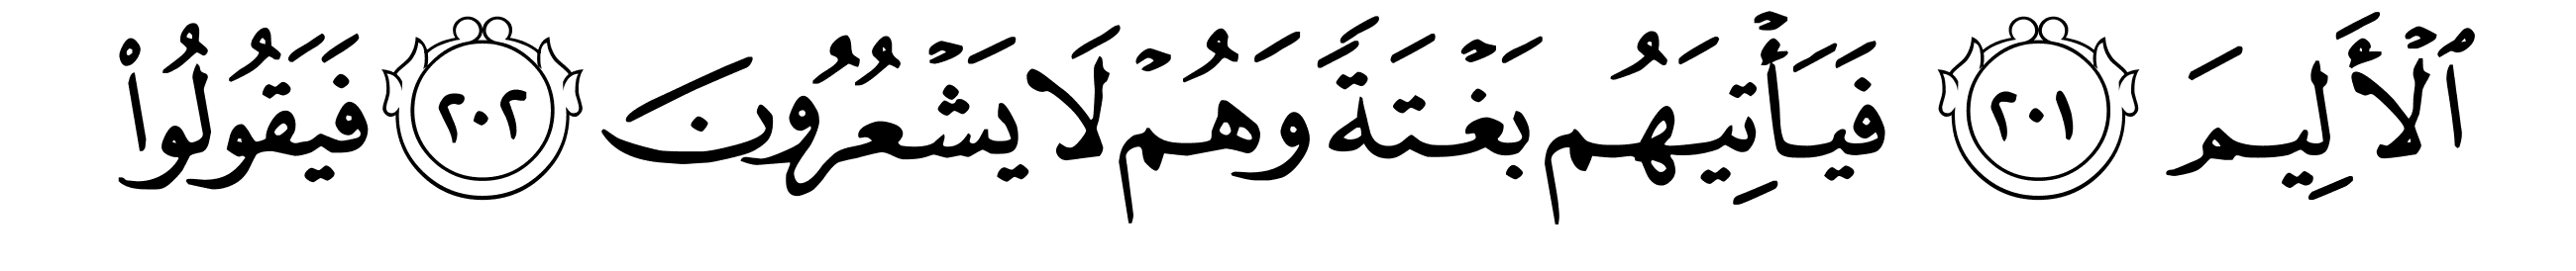 ٱلۡأَلِيمَ ٢٠١ فَيَأۡتِيَهُم بَغۡتَةٗ وَهُمۡ لَا يَشۡعُرُونَ ٢٠٢ فَيَقُولُواْ